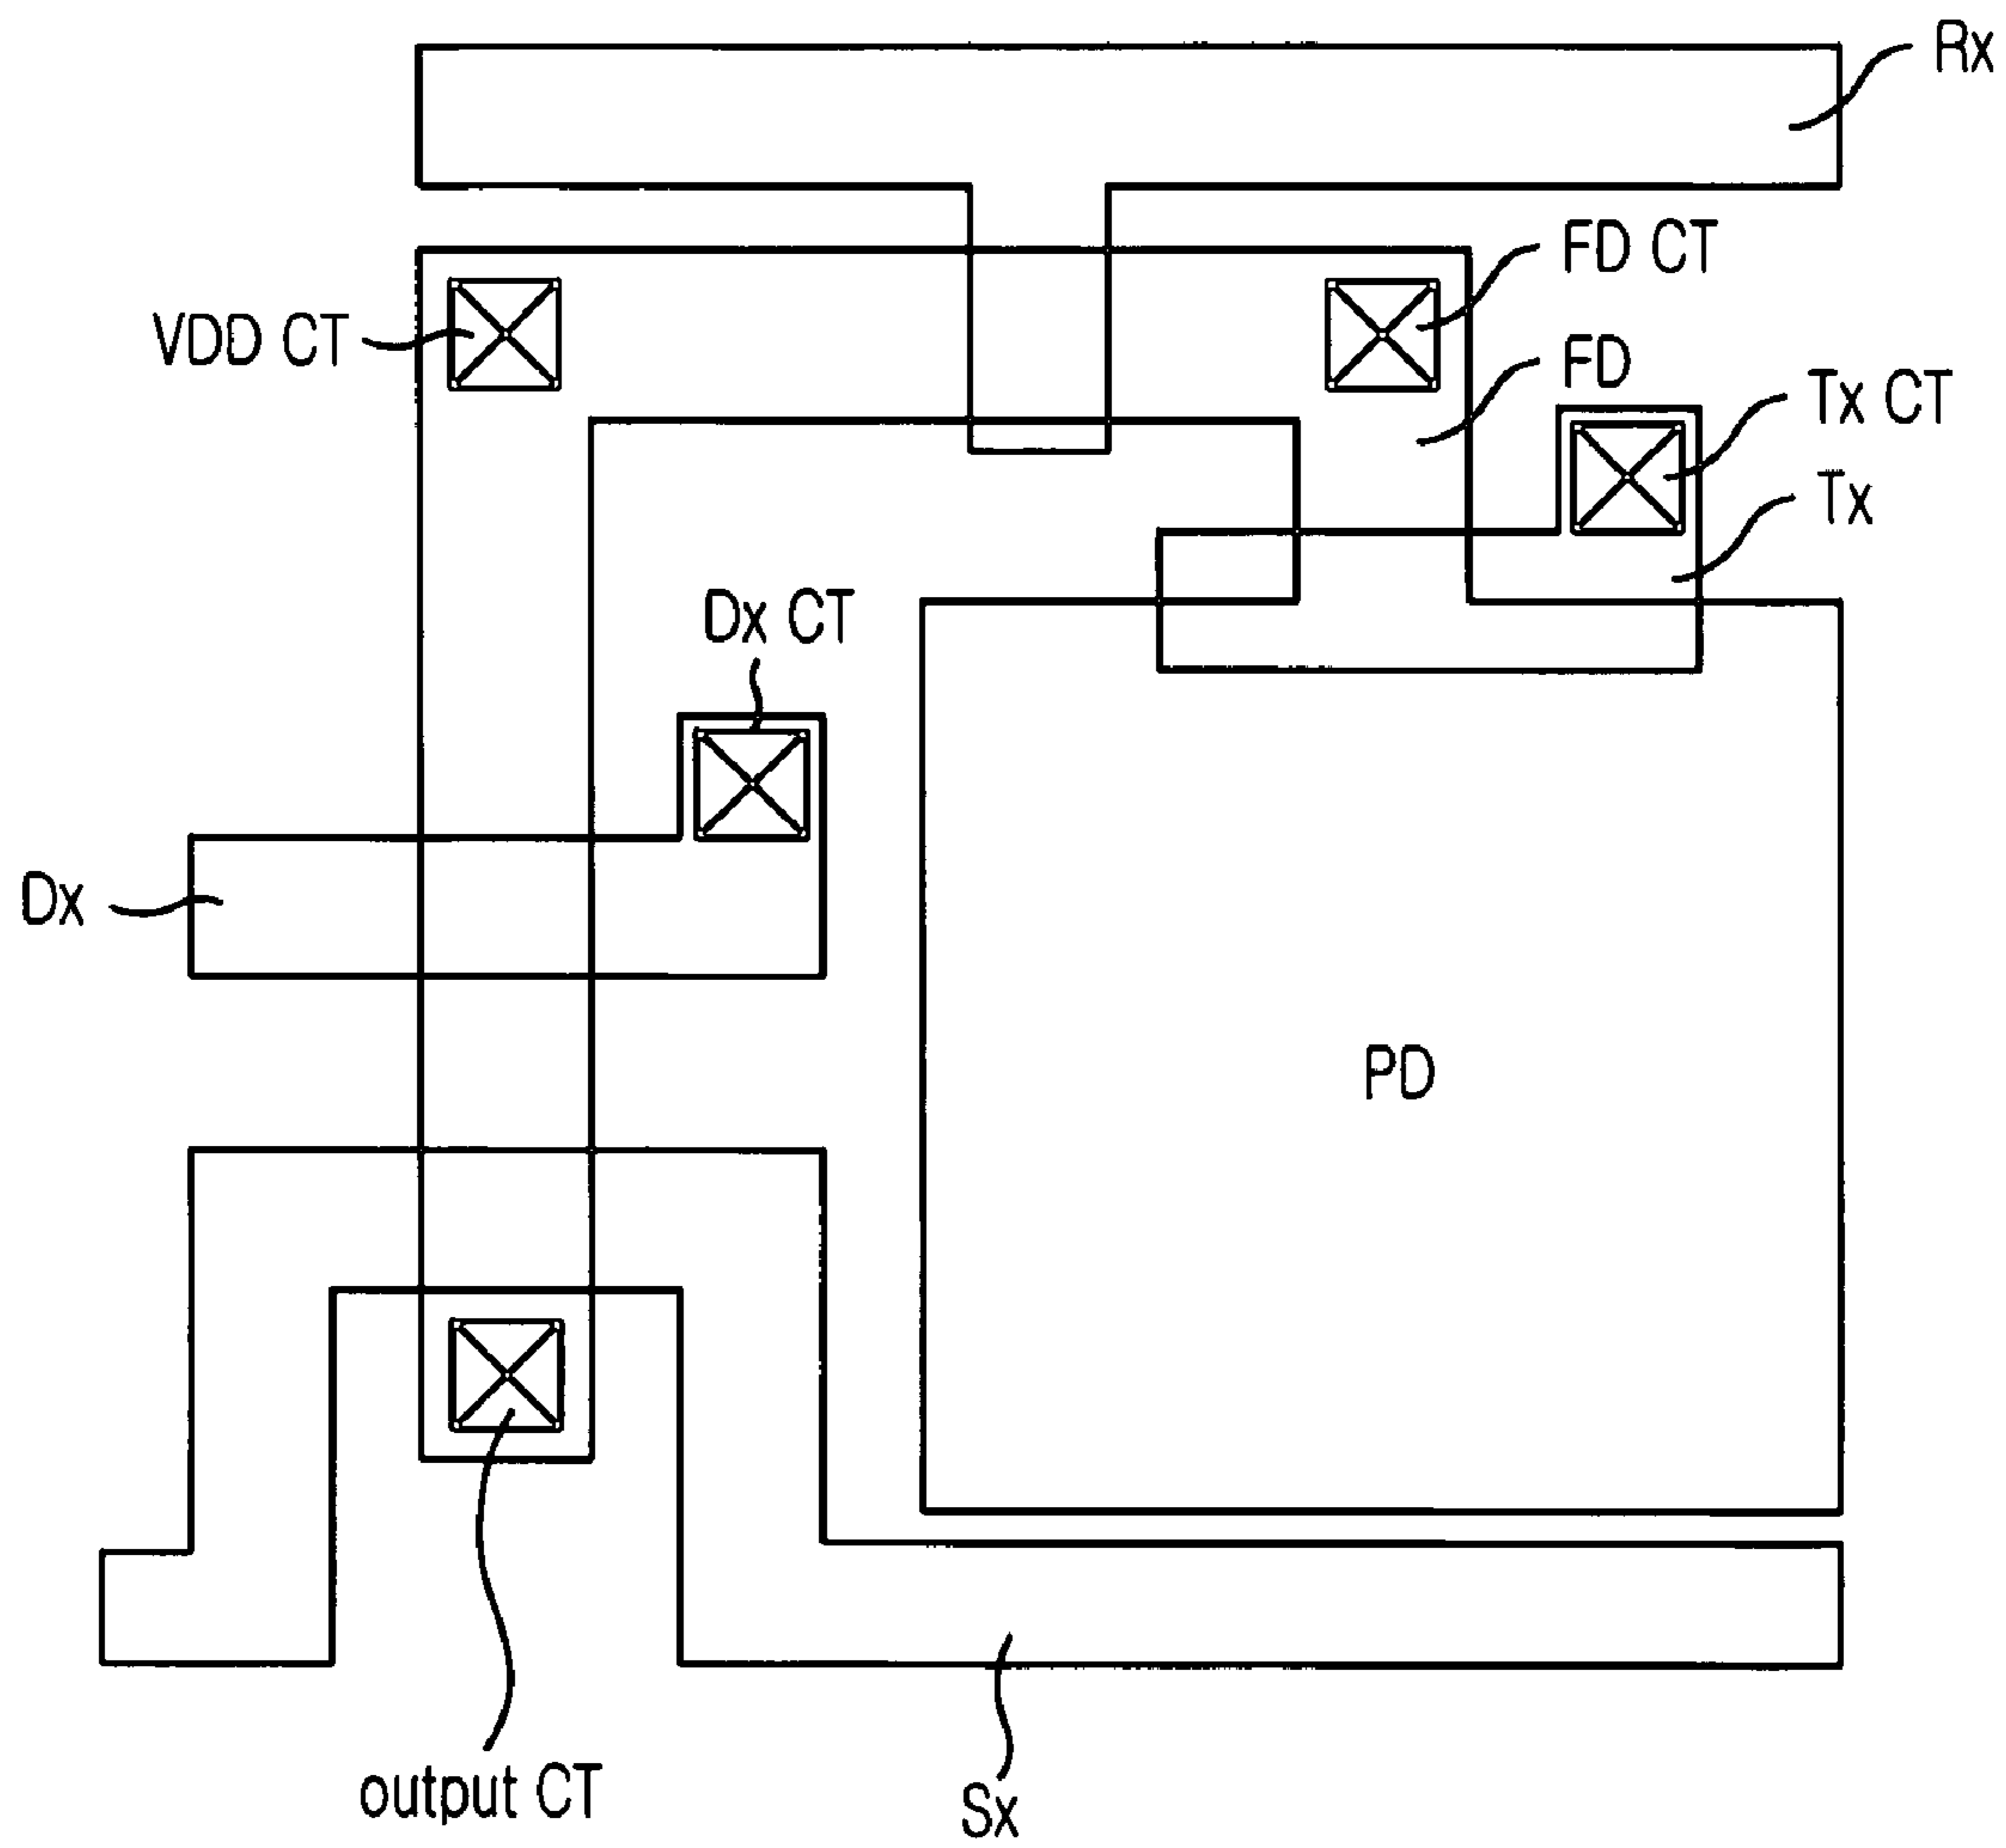 Rx
FD CT
VDD CT
FD
Tx CT
Tx
Dx CT
Dx
PD
output CT
Sx